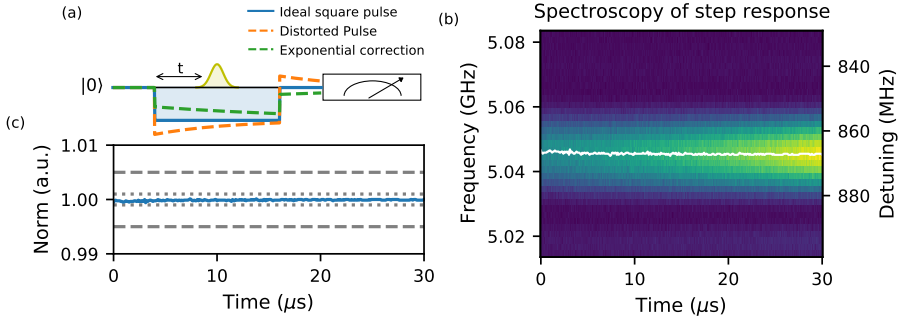 (a)
Ideal square pulse
Distorted Pulse
Exponential correction
t
|0⟩
(c)
1.01
1.00
0.99
Norm (a.u.)
0 10 20 30
Time (μs)
(b)
Spectroscopy of step response
5.08
5.06
5.04
5.02
Frequency (GHz)
840
860
880
Detuning (MHz)
0 10 20 30
Time (μs)